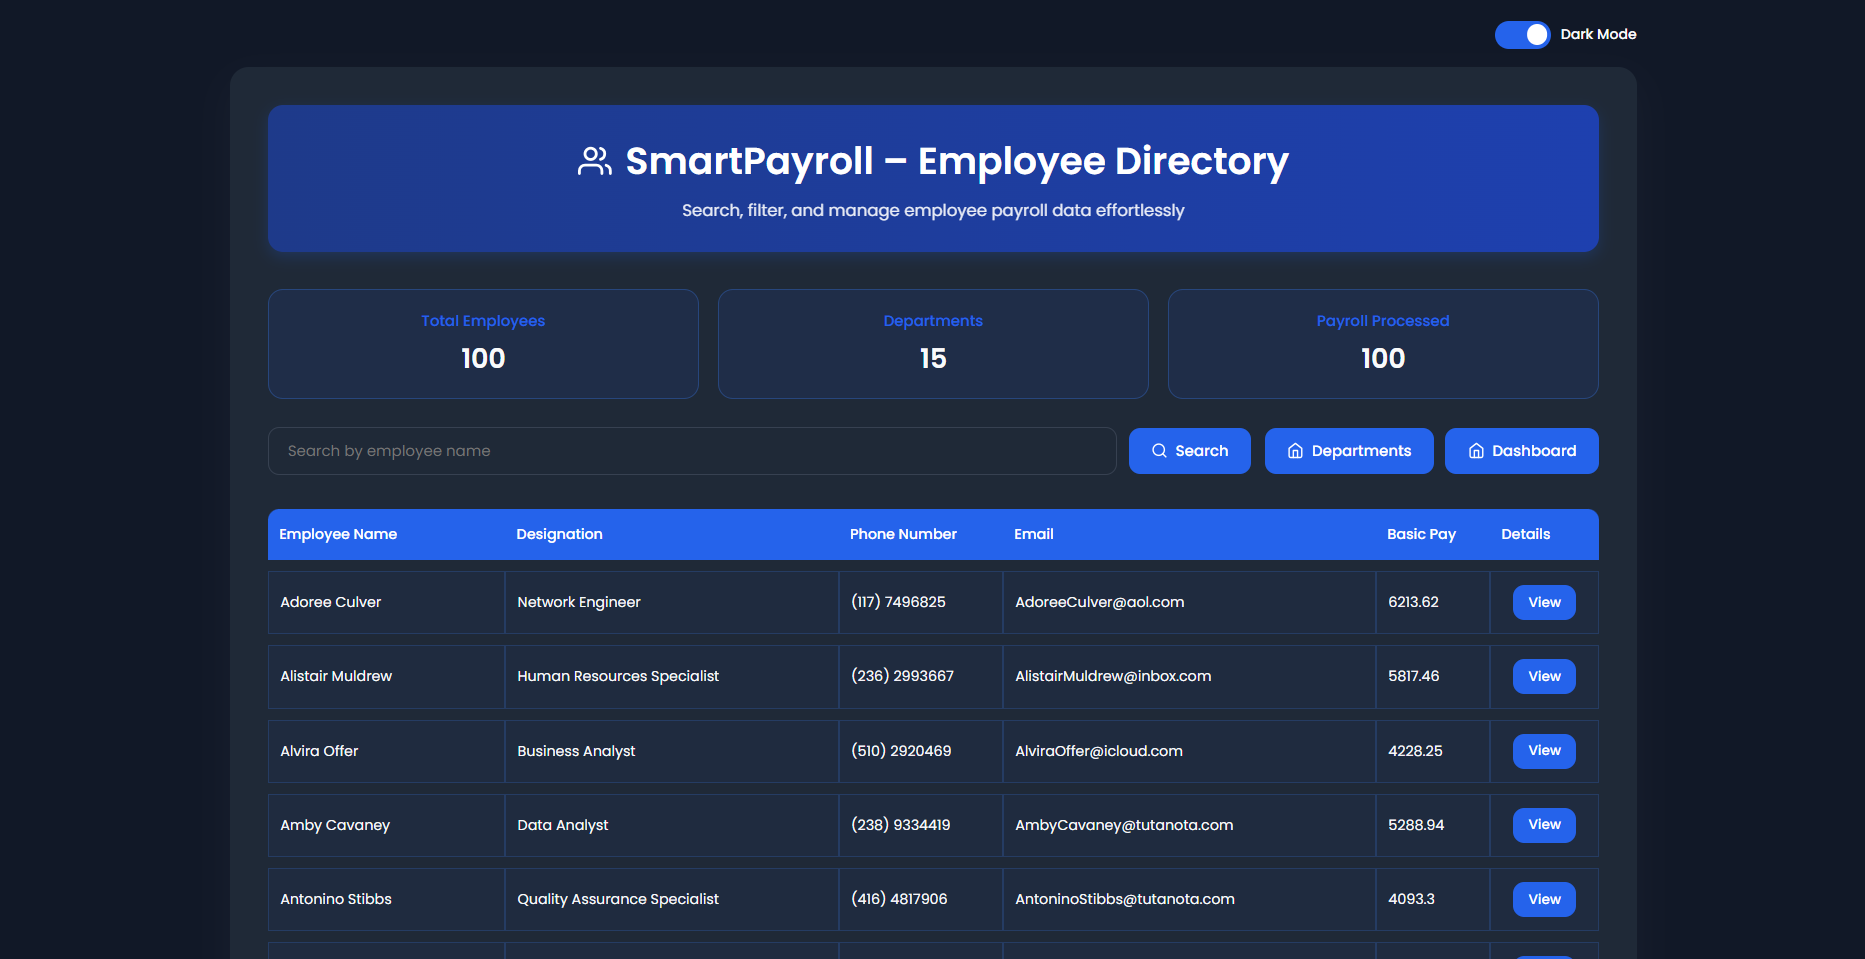 Dark Mode
SmartPayroll – Employee Directory
Search, filter, and manage employee payroll data effortlessly
Total Employees Departments Payroll Processed
100 15 100
Search by employee name Search Departments Dashboard
Employee Name Designation Phone Number Email Basic Pay Details
Adoree Culver Network Engineer (117) 7496825 AdoreeCulver@aol.com 6213.62 View
Alistair Muldrew Human Resources Specialist (236) 2993667 AlistairMuldrew@inbox.com 5817.46 View
Alvira Offer Business Analyst (510) 2920469 AlviraOffer@icloud.com 4228.25 View
Amby Cavaney Data Analyst (238) 9334419 AmbyCavaney@tutanota.com 5288.94 View
Antonino Stibbs Quality Assurance Specialist (416) 4817906 AntoninoStibbs@tutanota.com 4093.3 View